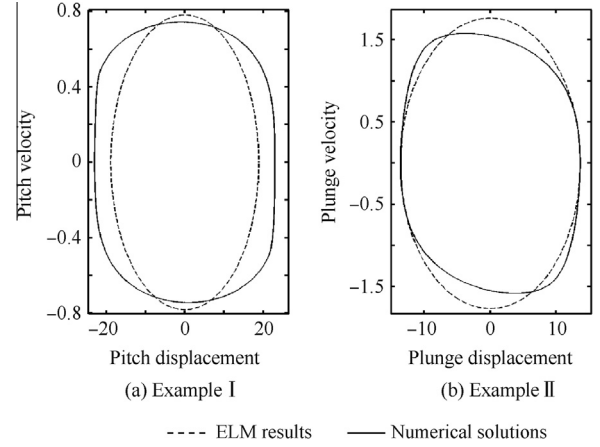 0.8
0.4
0
−0.4
−0.8
Pitch velocity
−20
0
20
Pitch displacement
(a) Example Ⅰ
1.5
0.5
−0.5
−1.5
Plunge velocity
−10
0
10
Plunge displacement
(b) Example Ⅱ
ELM results
Numerical solutions